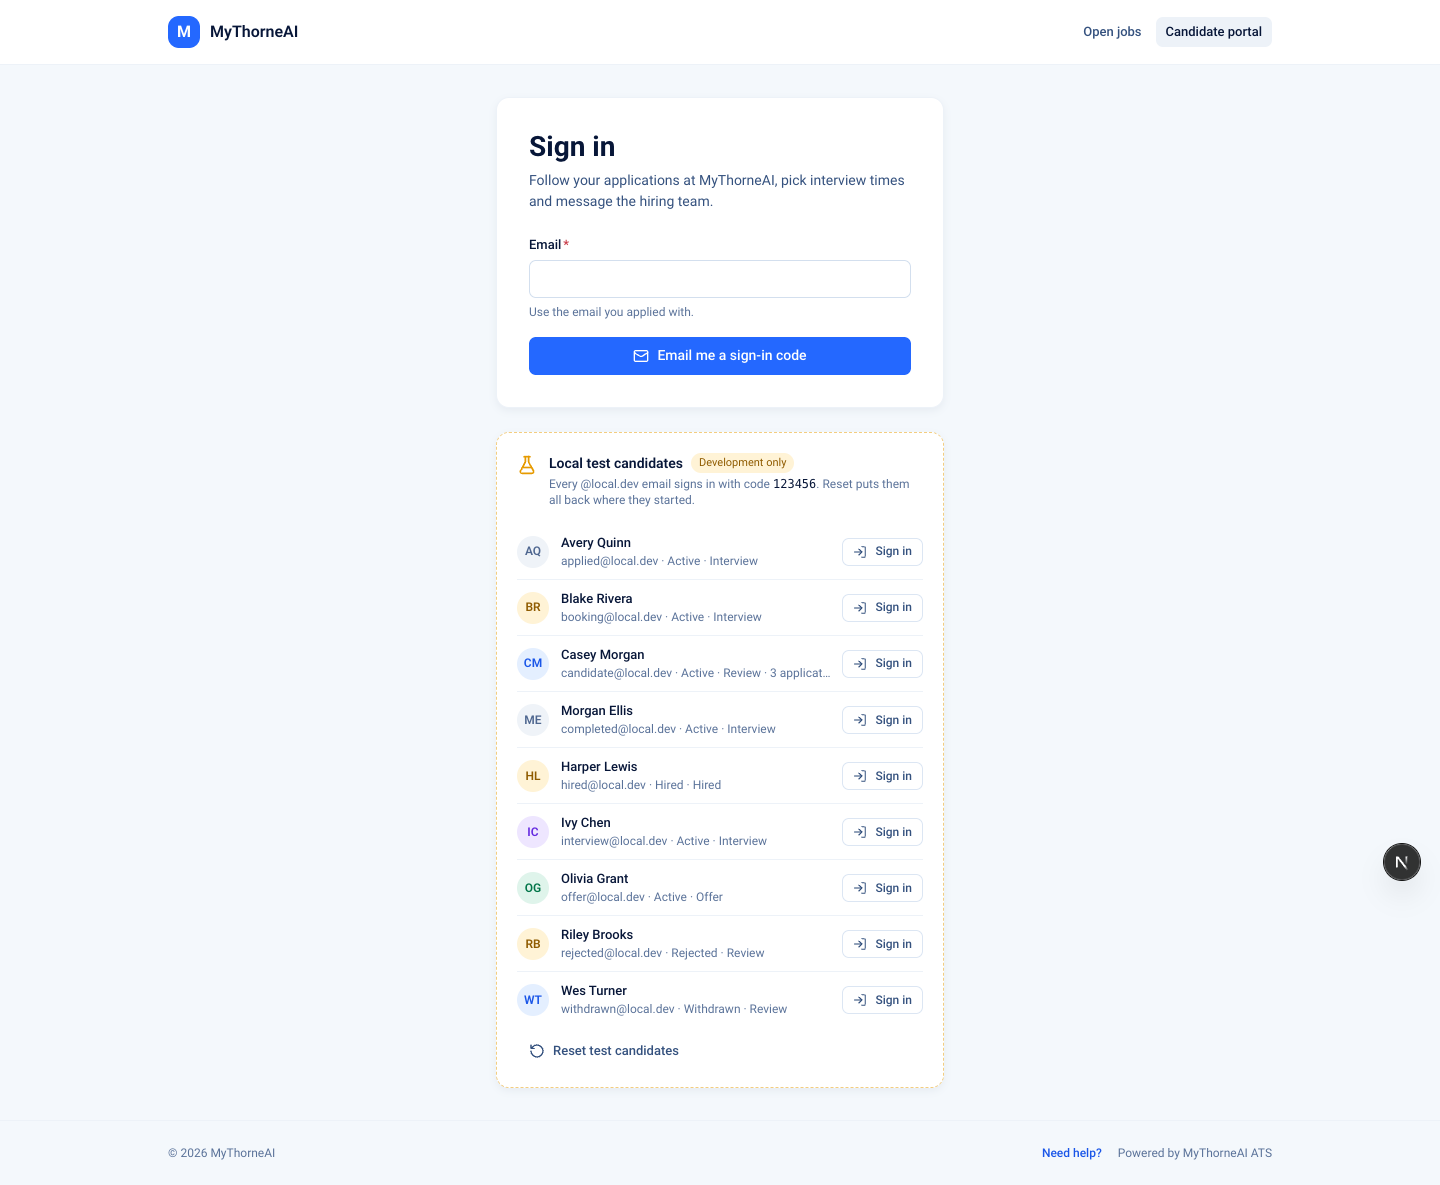 M MyThorneAI
Open jobs Candidate portal
Sign in
Follow your applications at MyThorneAI, pick interview times
and message the hiring team.
Email *
Use the email you applied with.
Email me a sign-in code
Local test candidates Development only
Every @local.dev email signs in with code 123456. Reset puts them
all back where they started.
AQ Avery Quinn
applied@local.dev · Active · Interview
Sign in
BR Blake Rivera
booking@local.dev · Active · Interview
Sign in
CM Casey Morgan
candidate@local.dev · Active · Review · 3 applicat...
Sign in
ME Morgan Ellis
completed@local.dev · Active · Interview
Sign in
HL Harper Lewis
hired@local.dev · Hired · Hired
Sign in
IC Ivy Chen
interview@local.dev · Active · Interview
Sign in
OG Olivia Grant
offer@local.dev · Active · Offer
Sign in
RB Riley Brooks
rejected@local.dev · Rejected · Review
Sign in
WT Wes Turner
withdrawn@local.dev · Withdrawn · Review
Sign in
Reset test candidates
N
© 2026 MyThorneAI
Need help? Powered by MyThorneAI ATS